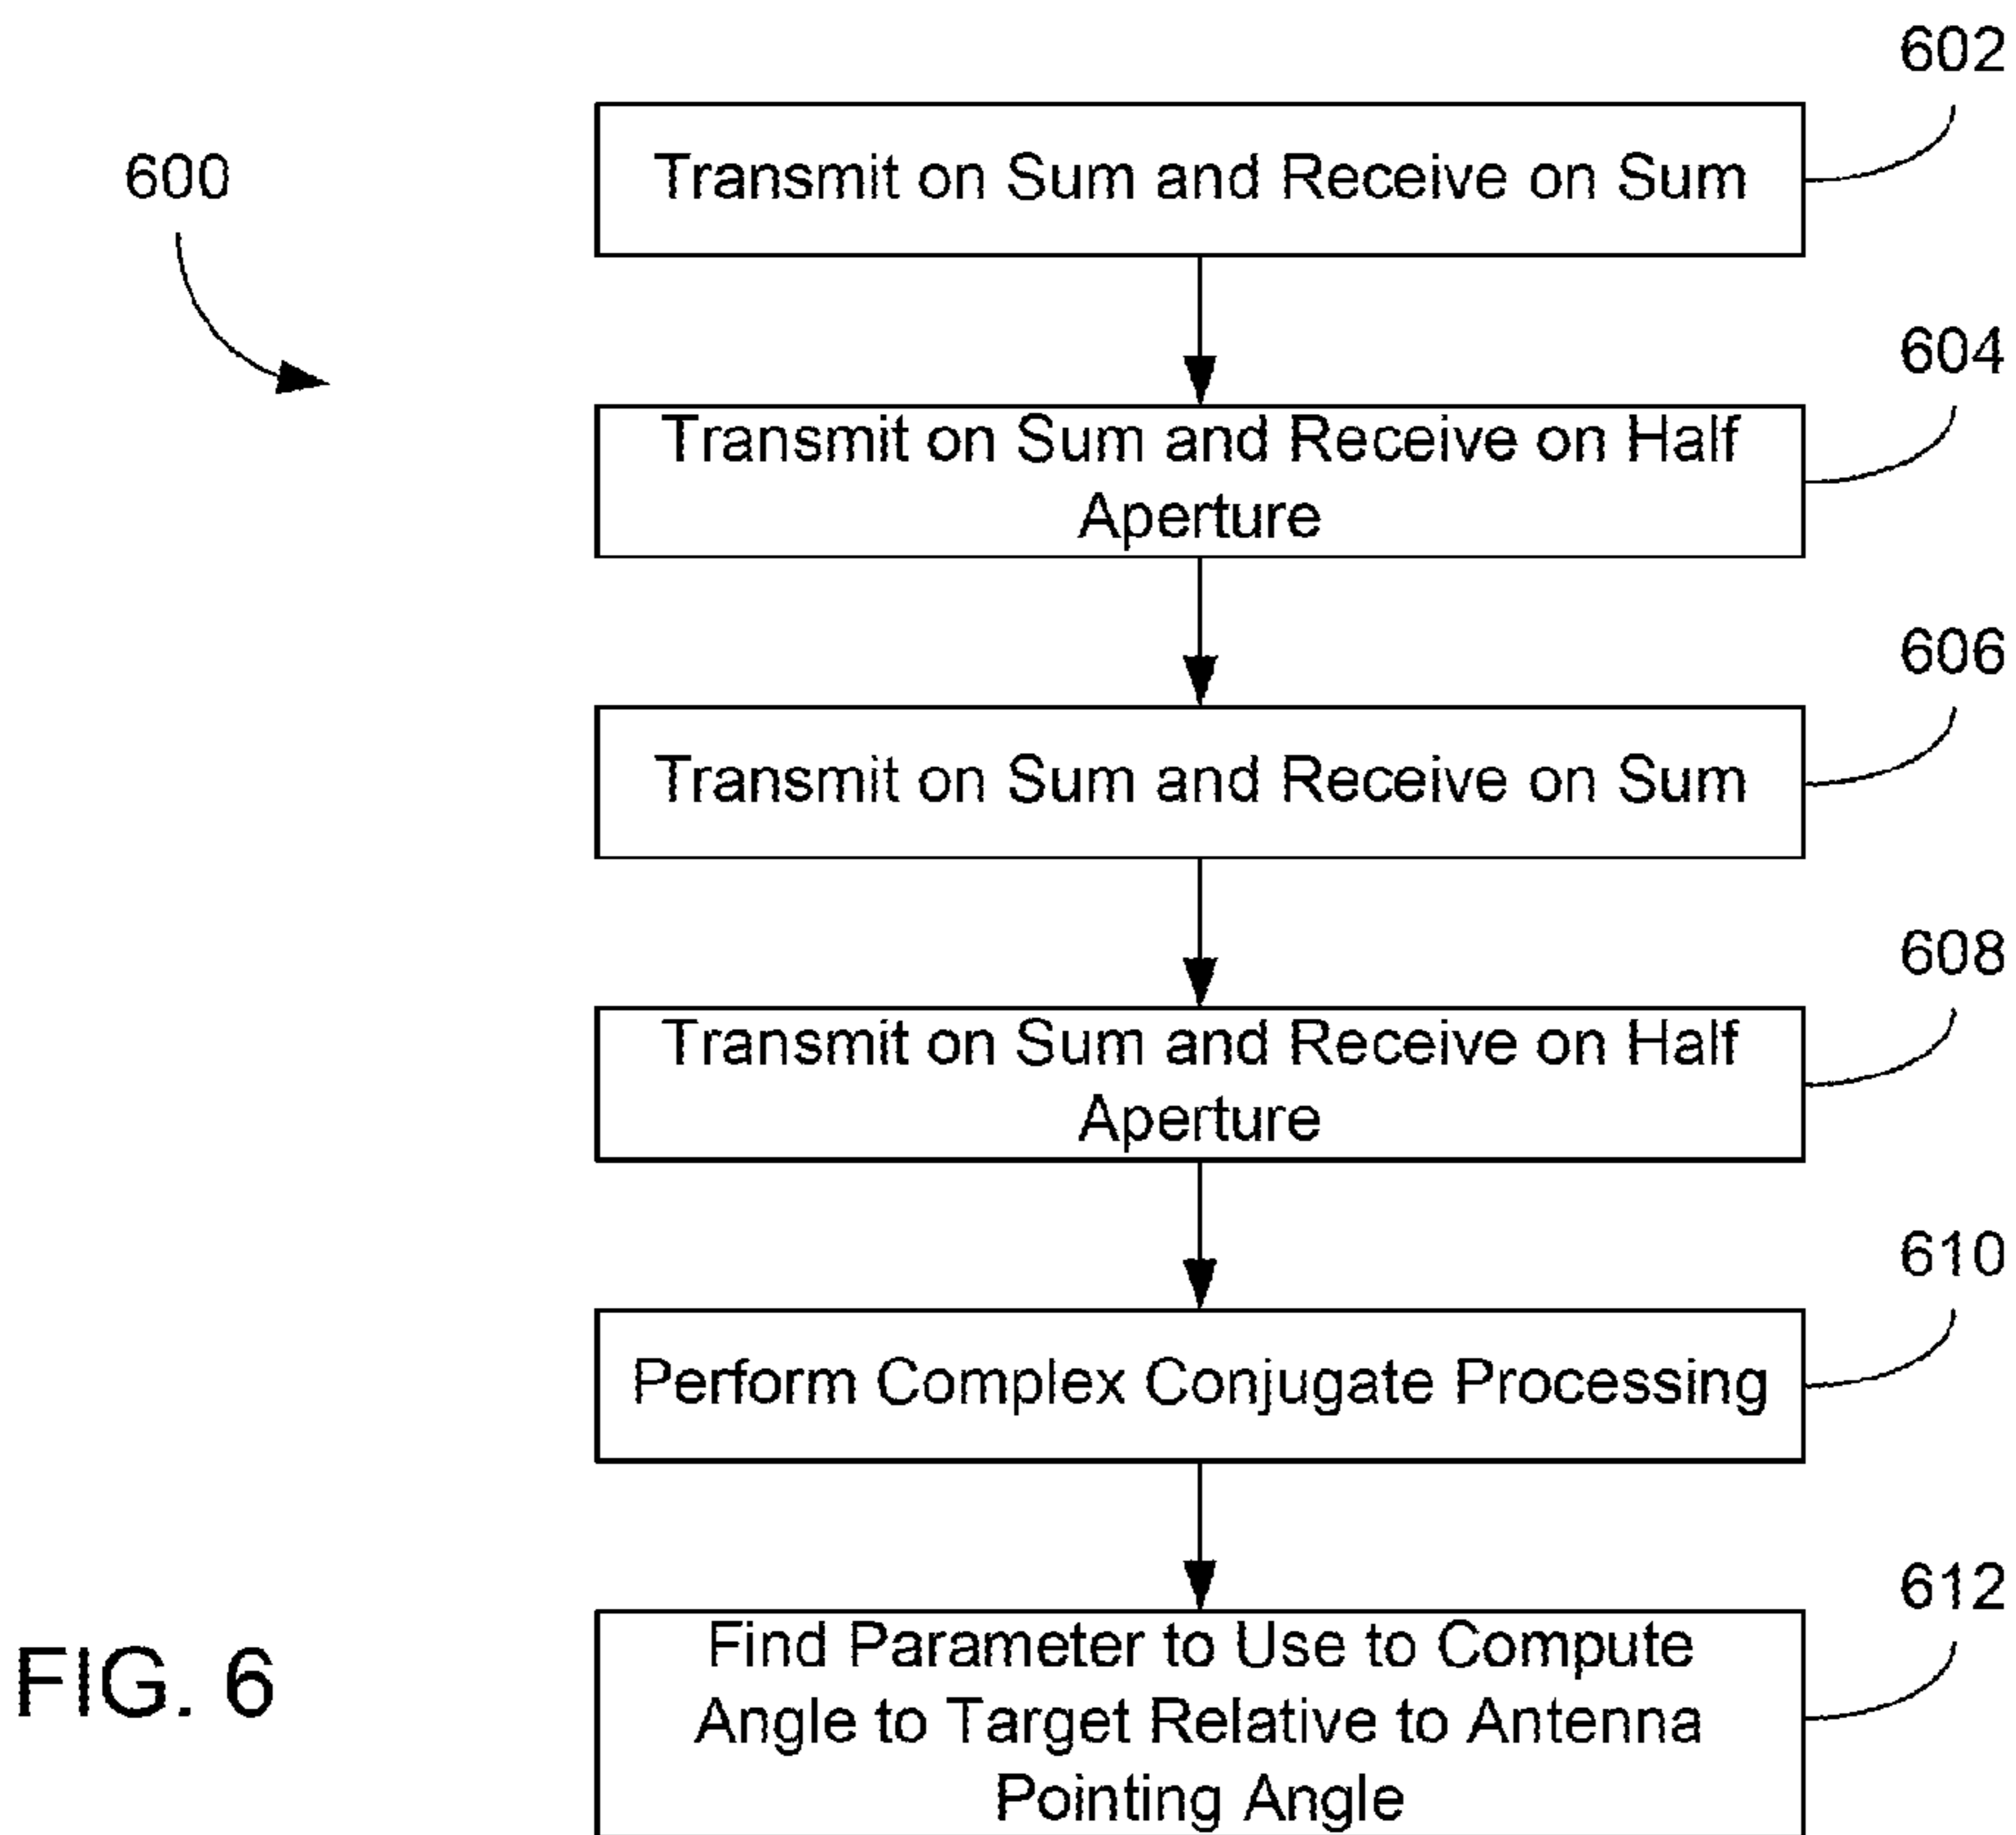 602
600
Transmit on Sum and Receive on Sum
604
Transmit on Sum and Receive on Half
Aperture
606
Transmit on Sum and Receive on Sum
608
Transmit on Sum and Receive on Half
Aperture
610
Perform Complex Conjugate Processing
612
Find Parameter to Use to Compute
Angle to Target Relative to Antenna
Pointing Angle
FIG. 6